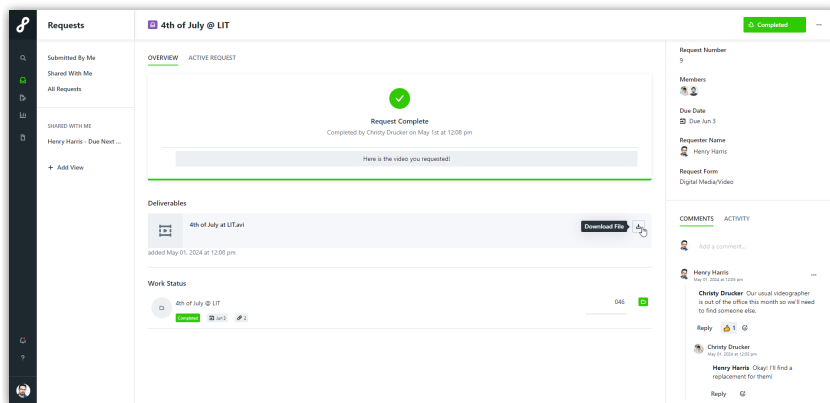 Requests
Submitted By Me
Shared With Me
All Requests
SHARED WITH ME
Henry Harris - Due Next ...
+ Add View
4th of July @ LIT
Completed
OVERVIEW
ACTIVE REQUEST
Request Complete
Completed by Christy Drucker on May 1st at 12:08 pm
Here is the video you requested!
Deliverables
4th of July at LIT.avi
Download File
added May 01, 2024 at 12:08 pm
Work Status
4th of July @ LIT
046
Completed
Jun 3
2
Request Number
9
Members
Due Date
Due Jun 3
Requester Name
Henry Harris
Request Form
Digital Media/Video
COMMENTS
ACTIVITY
Add a comment...
Henry Harris
May 01, 2024 at 12:05 pm
Christy Drucker Our usual videographer
is out of the office this month so we'll need
to find someone else.
Reply
1
Christy Drucker
May 01, 2024 at 12:05 pm
Henry Harris Okay! I'll find a
replacement for them!
Reply